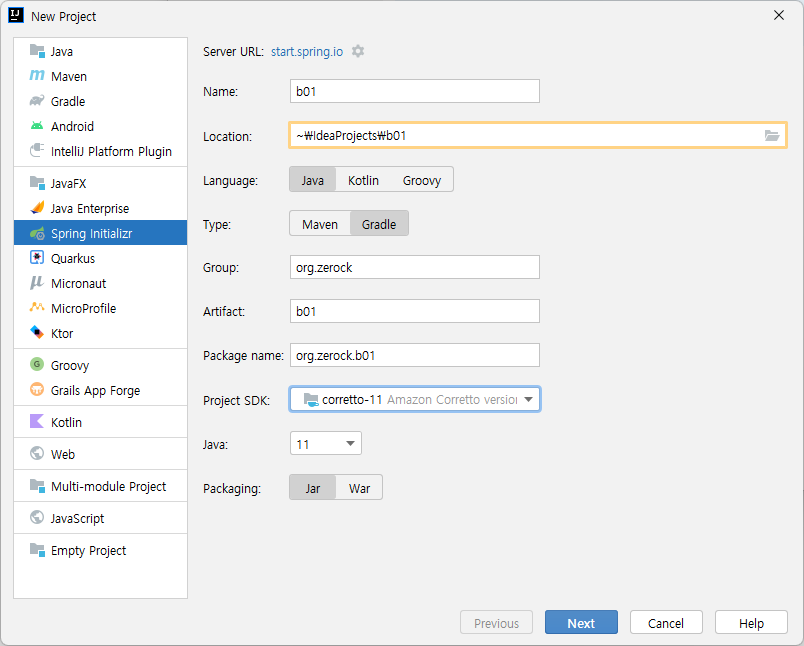 New Project
Java
Maven
Gradle
Android
IntelliJ Platform Plugin
JavaFX
Java Enterprise
Spring Initializr
Quarkus
Micronaut
MicroProfile
Ktor
Groovy
Grails App Forge
Kotlin
Web
Multi-module Project
JavaScript
Empty Project
Server URL: start.spring.io
Name: b01
Location: ~₩IdeaProjects₩b01
Language: Java Kotlin Groovy
Type: Maven Gradle
Group: org.zerock
Artifact: b01
Package name: org.zerock.b01
Project SDK: corretto-11 Amazon Corretto version
Java: 11
Packaging: Jar War
Previous Next Cancel Help